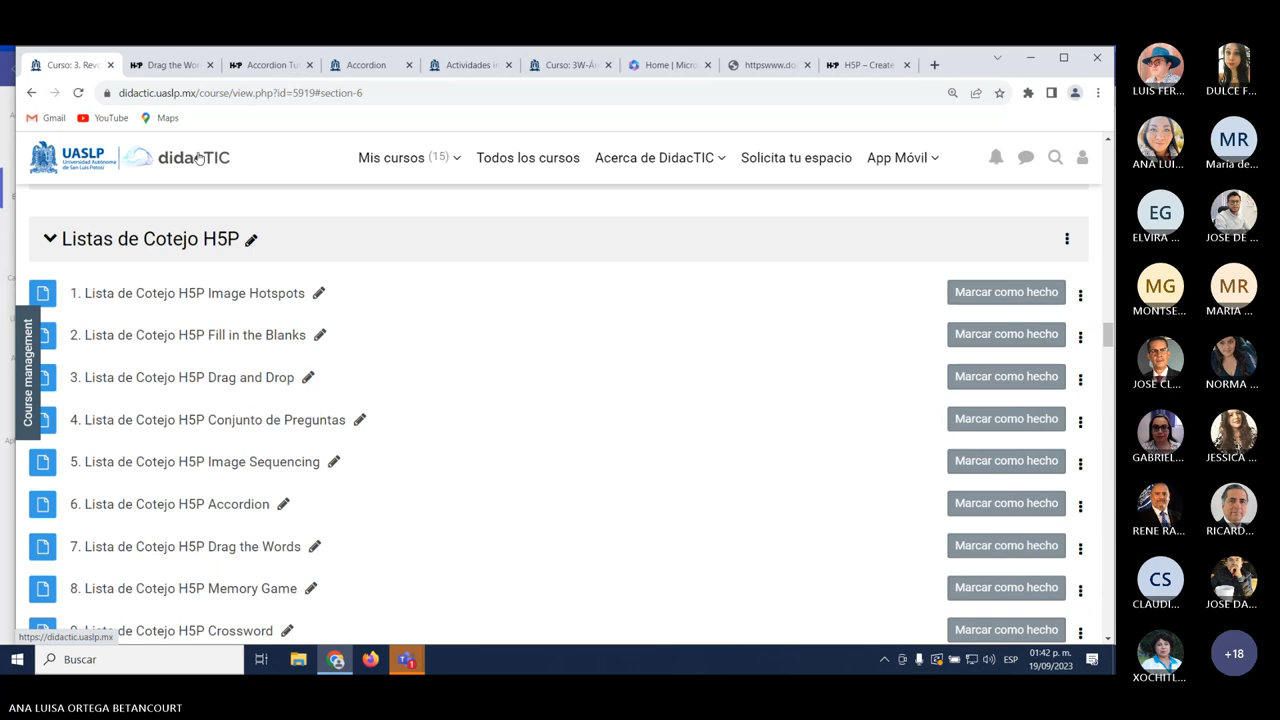 Curso: 3. Rev
Drag the Wo
Accordion Tu
Accordion
Actividades i
Curso: 3W-A
Home | Micro
httpswww.do
H5P – Create
didactic.uaslp.mx/course/view.php?id=5919#section-6
Gmail YouTube Maps
UASLP
Universidad Autónoma
de San Luis Potosí
didacTIC
Mis cursos (15) Todos los cursos Acerca de DidacTIC Solicita tu espacio App Móvil
Listas de Cotejo H5P
1. Lista de Cotejo H5P Image Hotspots Marcar como hecho
2. Lista de Cotejo H5P Fill in the Blanks Marcar como hecho
3. Lista de Cotejo H5P Drag and Drop Marcar como hecho
4. Lista de Cotejo H5P Conjunto de Preguntas Marcar como hecho
5. Lista de Cotejo H5P Image Sequencing Marcar como hecho
6. Lista de Cotejo H5P Accordion Marcar como hecho
7. Lista de Cotejo H5P Drag the Words Marcar como hecho
8. Lista de Cotejo H5P Memory Game Marcar como hecho
de Cotejo H5P Crossword Marcar como hecho
Course management
https://didactic.uaslp.mx
Buscar
ESP
01:42 p. m.
19/09/2023
LUIS FER...
DULCE F...
ANA LUI...
MR
María de...
EG
ELVIRA ...
JOSE DE ...
MG
MONTSE...
MR
MARIA ...
JOSE CL...
NORMA ...
GABRIEL...
JESSICA ...
RENE RA...
RICARD...
CS
CLAUDI...
JOSE DA...
XOCHITL...
+18
ANA LUISA ORTEGA BETANCOURT